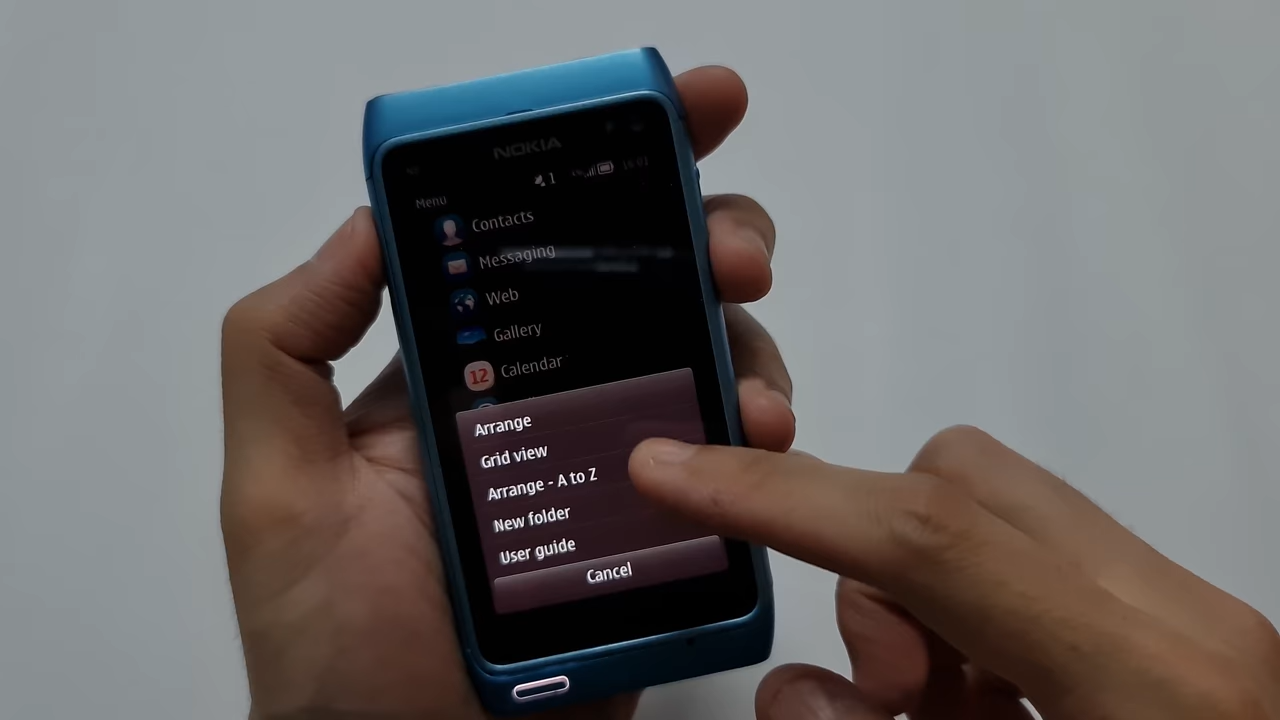 NOKIA
1
Menu
Contacts
Messaging
Web
Gallery
12
Calendar
Arrange
Grid view
Arrange - A to Z
New folder
User guide
Cancel